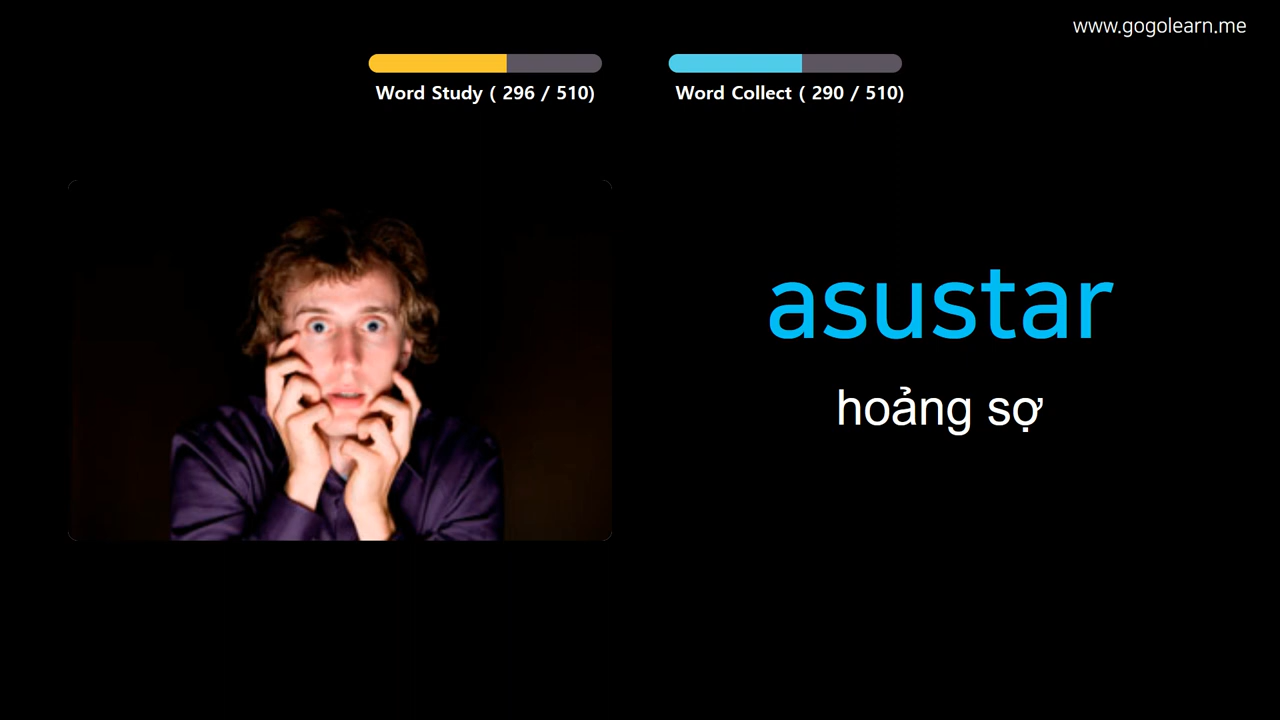 www.gogolearn.me
Word Study ( 296 / 510)
Word Collect ( 290 / 510)
asustar
hoảng sợ